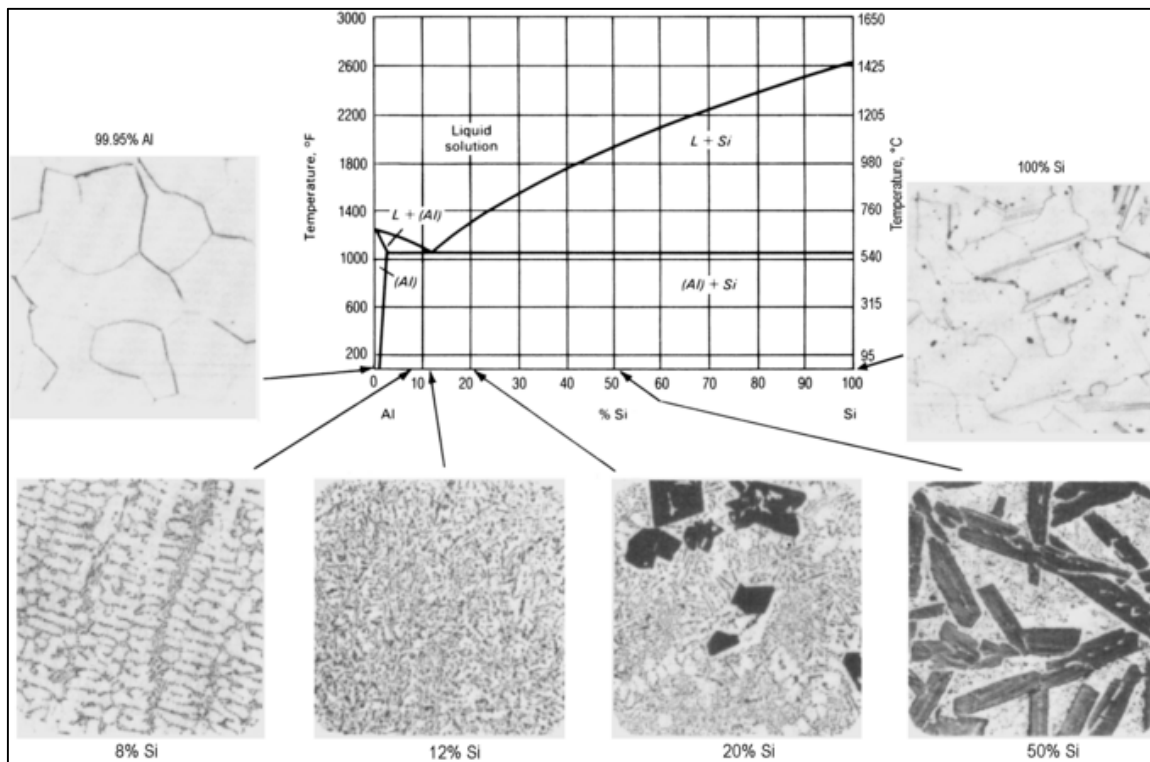 3000
2600
2200
1800
1400
1000
600
200
Temperature, °F
1650
1425
1205
980
760
540
315
95
Temperature, °C
Liquid
solution
L + Si
L + (Al)
(Al)
(Al) + Si
0 10 20 30 40 50 60 70 80 90 100
Al % Si Si
99.95% Al
100% Si
8% Si
12% Si
20% Si
50% Si